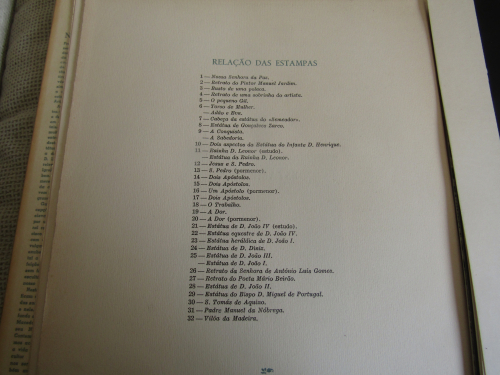 RELAÇÃO DAS ESTAMPAS
1 — Nossa Senhora da Paz.
2 — Retrato do Pintor Manuel Jardim.
3 — Busto de uma polaca.
4 — Retrato de uma sobrinha do artista.
5 — O pequeno Gil.
6 — Torso de Mulher.
— Adão e Eva.
7 — Cabeça da estátua do «Semeador».
8 — Estátua de Gonçalves Zarco.
9 — A Conquista.
— A Sabedoria.
10 — Dois aspectos da Estátua do Infante D. Henrique.
11 — Rainha D. Leonor (estudo).
— Estátua da Rainha D. Leonor.
12 — Jesus e S. Pedro.
13 — S. Pedro (pormenor).
14 — Dois Apóstolos.
15 — Dois Apóstolos.
16 — Um Apóstolo (pormenor).
17 — Dois Apóstolos.
18 — O Trabalho.
19 — A Dor.
20 — A Dor (pormenor).
21 — Estátua de D. João IV (estudo).
22 — Estátua equestre de D. João IV.
23 — Estátua heráldica de D. João I.
24 — Estátua de D. Diniz.
25 — Estátua de D. João III.
— Estátua de D. João I.
26 — Retrato da Senhora de António Luís Gomes.
27 — Retrato do Poeta Mário Beirão.
28 — Estátua de D. João II.
29 — Estátua do Bispo D. Miguel de Portugal.
30 — S. Tomás de Aquino.
31 — Padre Manuel da Nóbrega.
32 — Vilôa da Madeira.